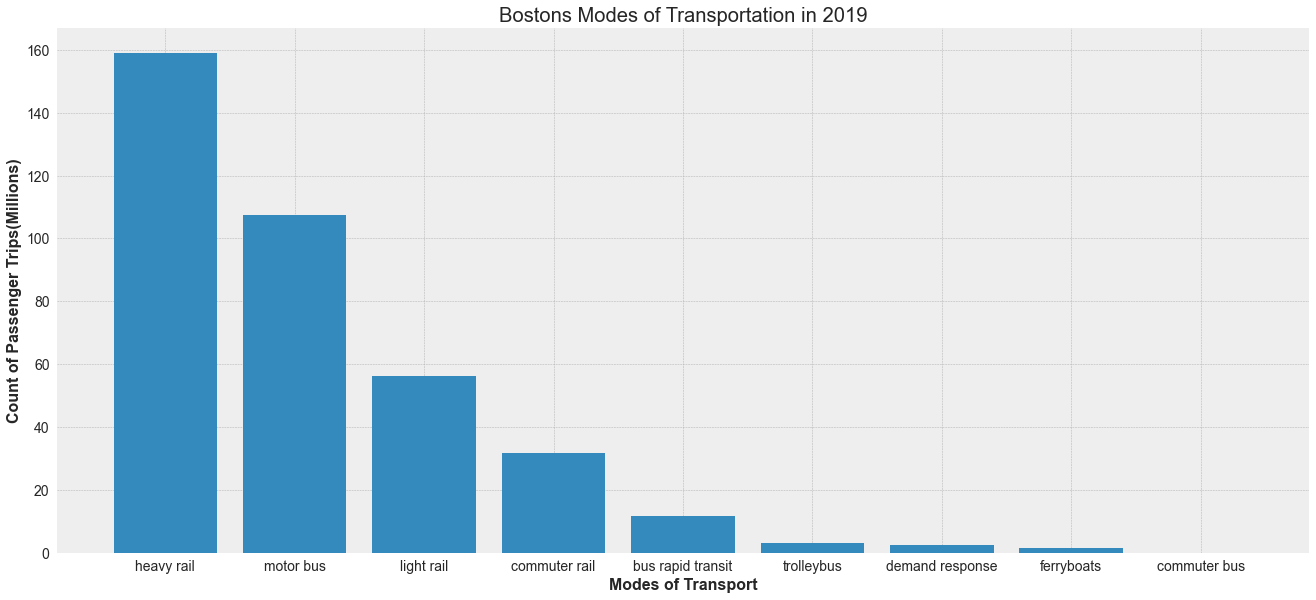 Bostons Modes of Transportation in 2019
Count of Passenger Trips(Millions)
160
140
120
100
80
60
40
20
0
heavy rail motor bus light rail commuter rail bus rapid transit trolleybus demand response ferryboats commuter bus
Modes of Transport